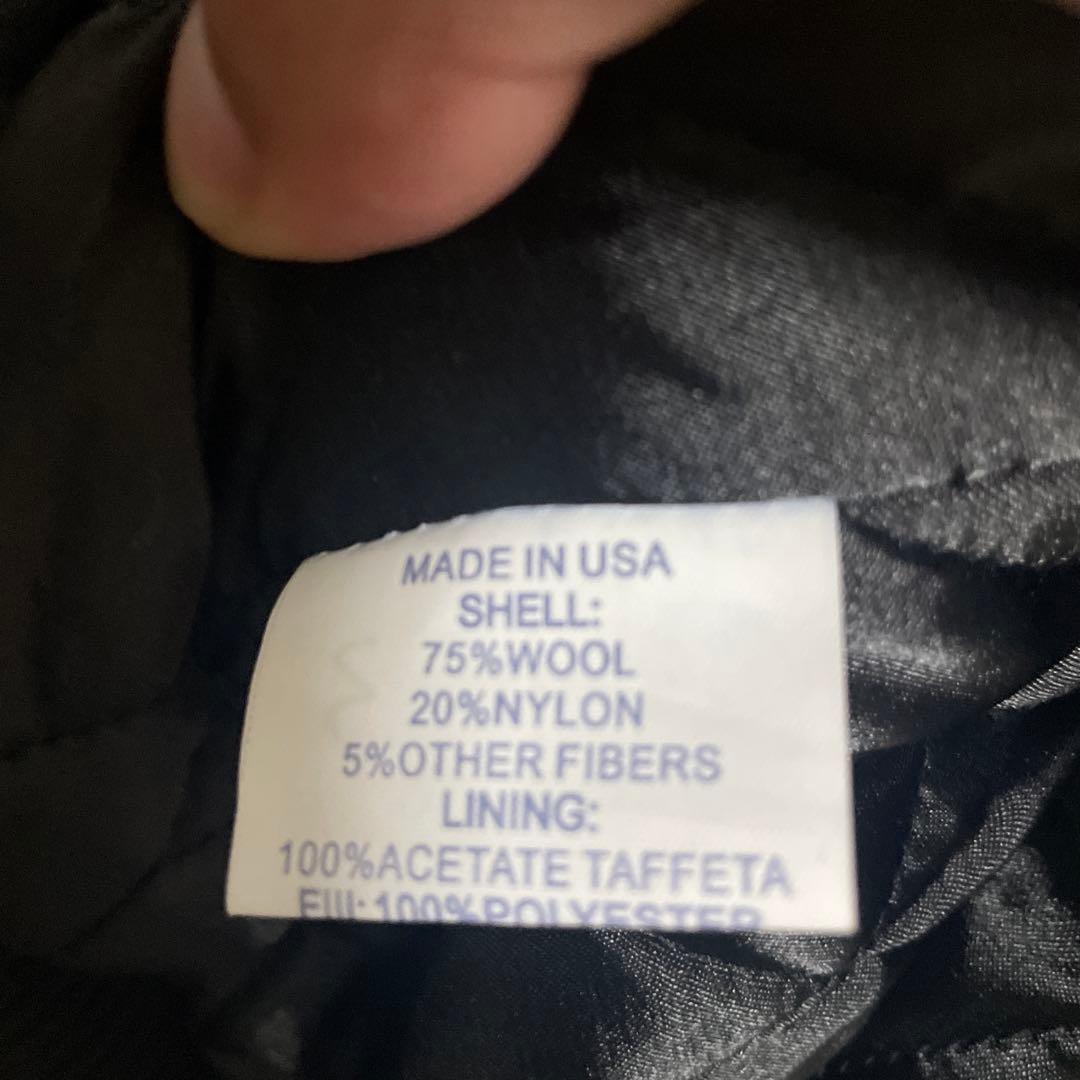 MADE IN USA
SHELL:
75%WOOL
20%NYLON
5%OTHER FIBERS
LINING:
100%ACETATE TAFFETA
Fill: 100%POLYESTER